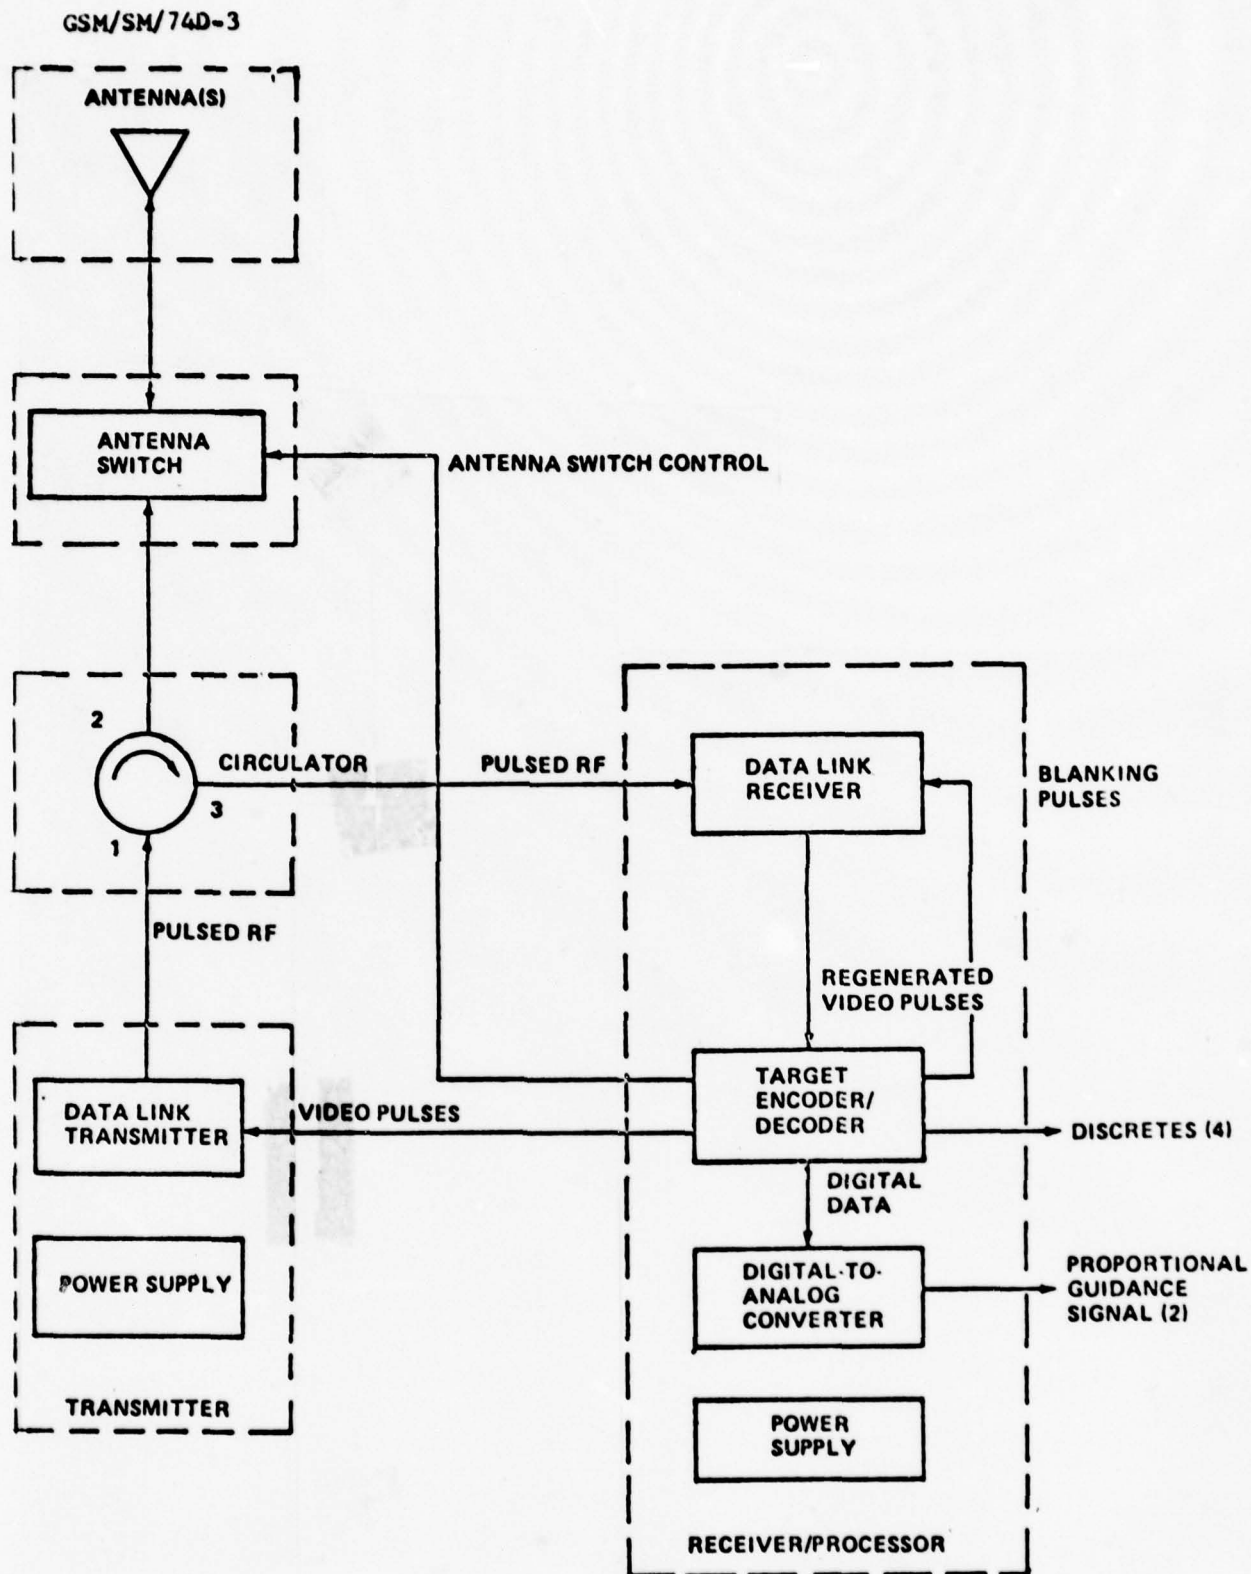 GSM/SM/74D-3
ANTENNA(S)
ANTENNA
SWITCH
ANTENNA SWITCH CONTROL
2
CIRCULATOR
3
1
PULSED RF
DATA LINK
RECEIVER
BLANKING
PULSES
PULSED RF
REGENERATED
VIDEO PULSES
DATA LINK
TRANSMITTER
VIDEO PULSES
TARGET
ENCODER/
DECODER
DISCRETES (4)
DIGITAL
DATA
POWER SUPPLY
DIGITAL-TO-
ANALOG
CONVERTER
PROPORTIONAL
GUIDANCE
SIGNAL (2)
TRANSMITTER
POWER
SUPPLY
RECEIVER/PROCESSOR